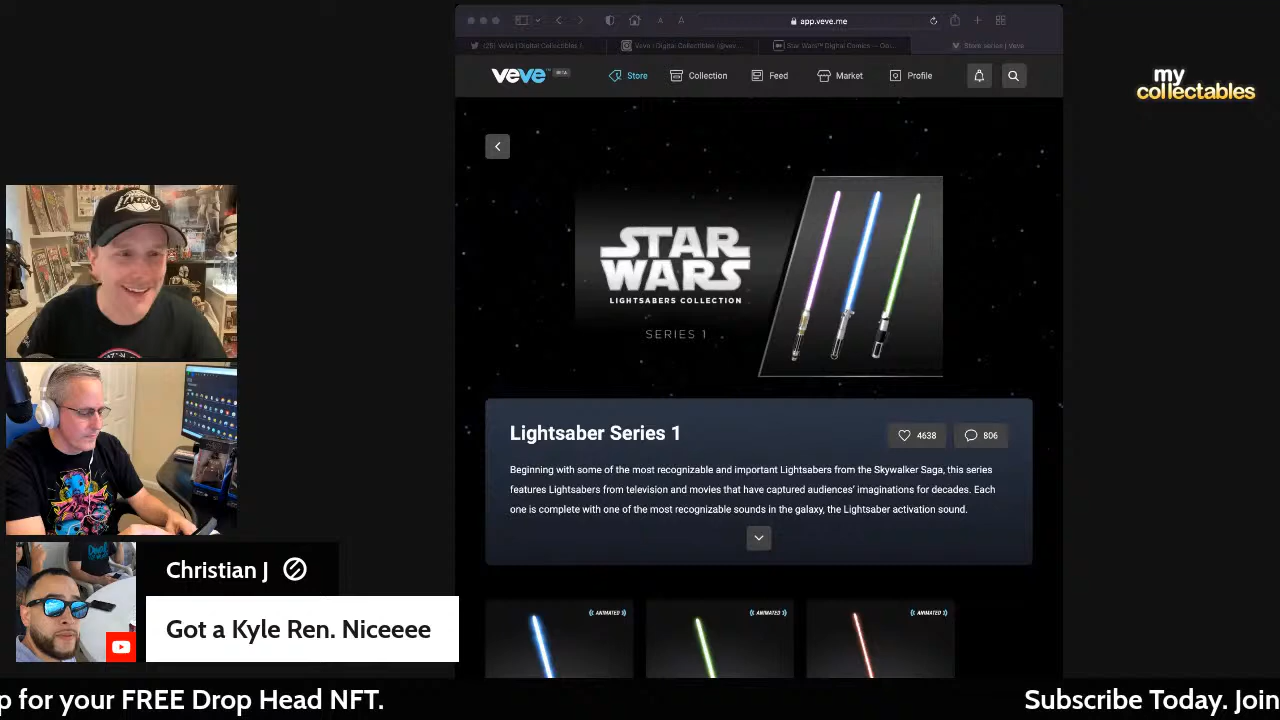 app.veve.me
(25) VeVe | Digital Collectibles (
Veve | Digital Collectibles (@vev...
Star Wars™ Digital Comics — Go...
Store series | Veve
veve
BETA
Store
Collection
Feed
Market
Profile
my
collectables
LAKERS
STAR
WARS
LIGHTSABERS COLLECTION
SERIES 1
Lightsaber Series 1
4638
806
Beginning with some of the most recognizable and important Lightsabers from the Skywalker Saga, this series
features Lightsabers from television and movies that have captured audiences' imaginations for decades. Each
one is complete with one of the most recognizable sounds in the galaxy, the Lightsaber activation sound.
ANIMATED
ANIMATED
ANIMATED
Christian J
Got a Kyle Ren. Niceeee
p for your FREE Drop Head NFT.
Subscribe Today. Join